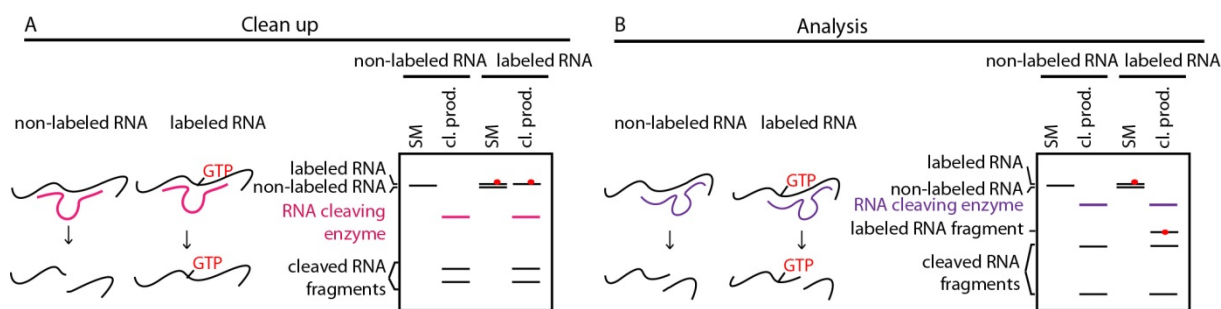 A
Clean up
non-labeled RNA labeled RNA
SM
cl. prod.
SM
cl. prod.
non-labeled RNA
labeled RNA
GTP
labeled RNA
non-labeled RNA
RNA cleaving
enzyme
GTP
cleaved RNA
fragments
B
Analysis
non-labeled RNA labeled RNA
SM
cl. prod.
SM
cl. prod.
non-labeled RNA
labeled RNA
GTP
labeled RNA
non-labeled RNA
RNA cleaving enzyme
labeled RNA fragment
GTP
cleaved RNA
fragments